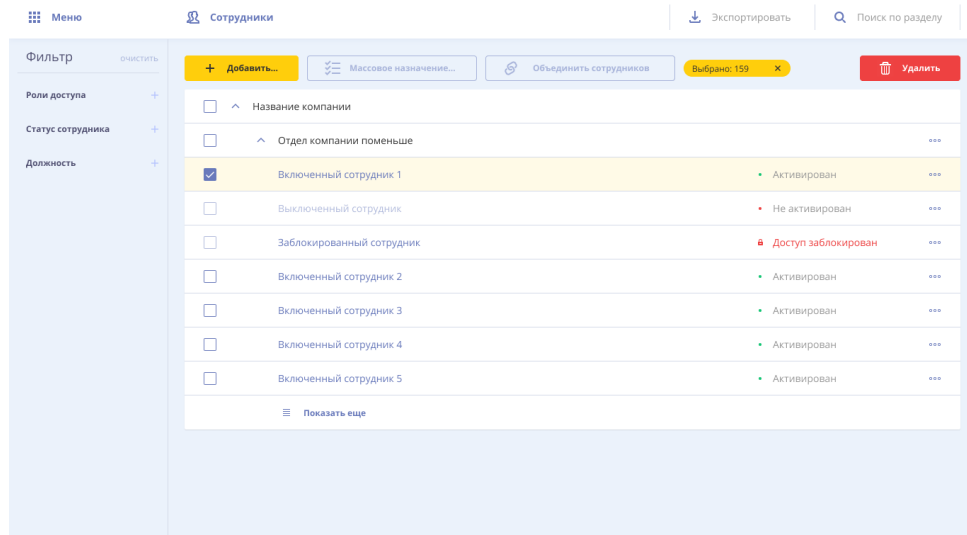 Меню
Сотрудники
Экспортировать
Поиск по разделу
Фильтр
очистить
Добавить...
Массовое назначение...
Объединить сотрудников
Выбрано: 159
Удалить
Роли доступа
Статус сотрудника
Должность
Название компании
Отдел компании поменьше
Включенный сотрудник 1
Активирован
Выключенный сотрудник
Не активирован
Заблокированный сотрудник
Доступ заблокирован
Включенный сотрудник 2
Активирован
Включенный сотрудник 3
Активирован
Включенный сотрудник 4
Активирован
Включенный сотрудник 5
Активирован
Показать еще